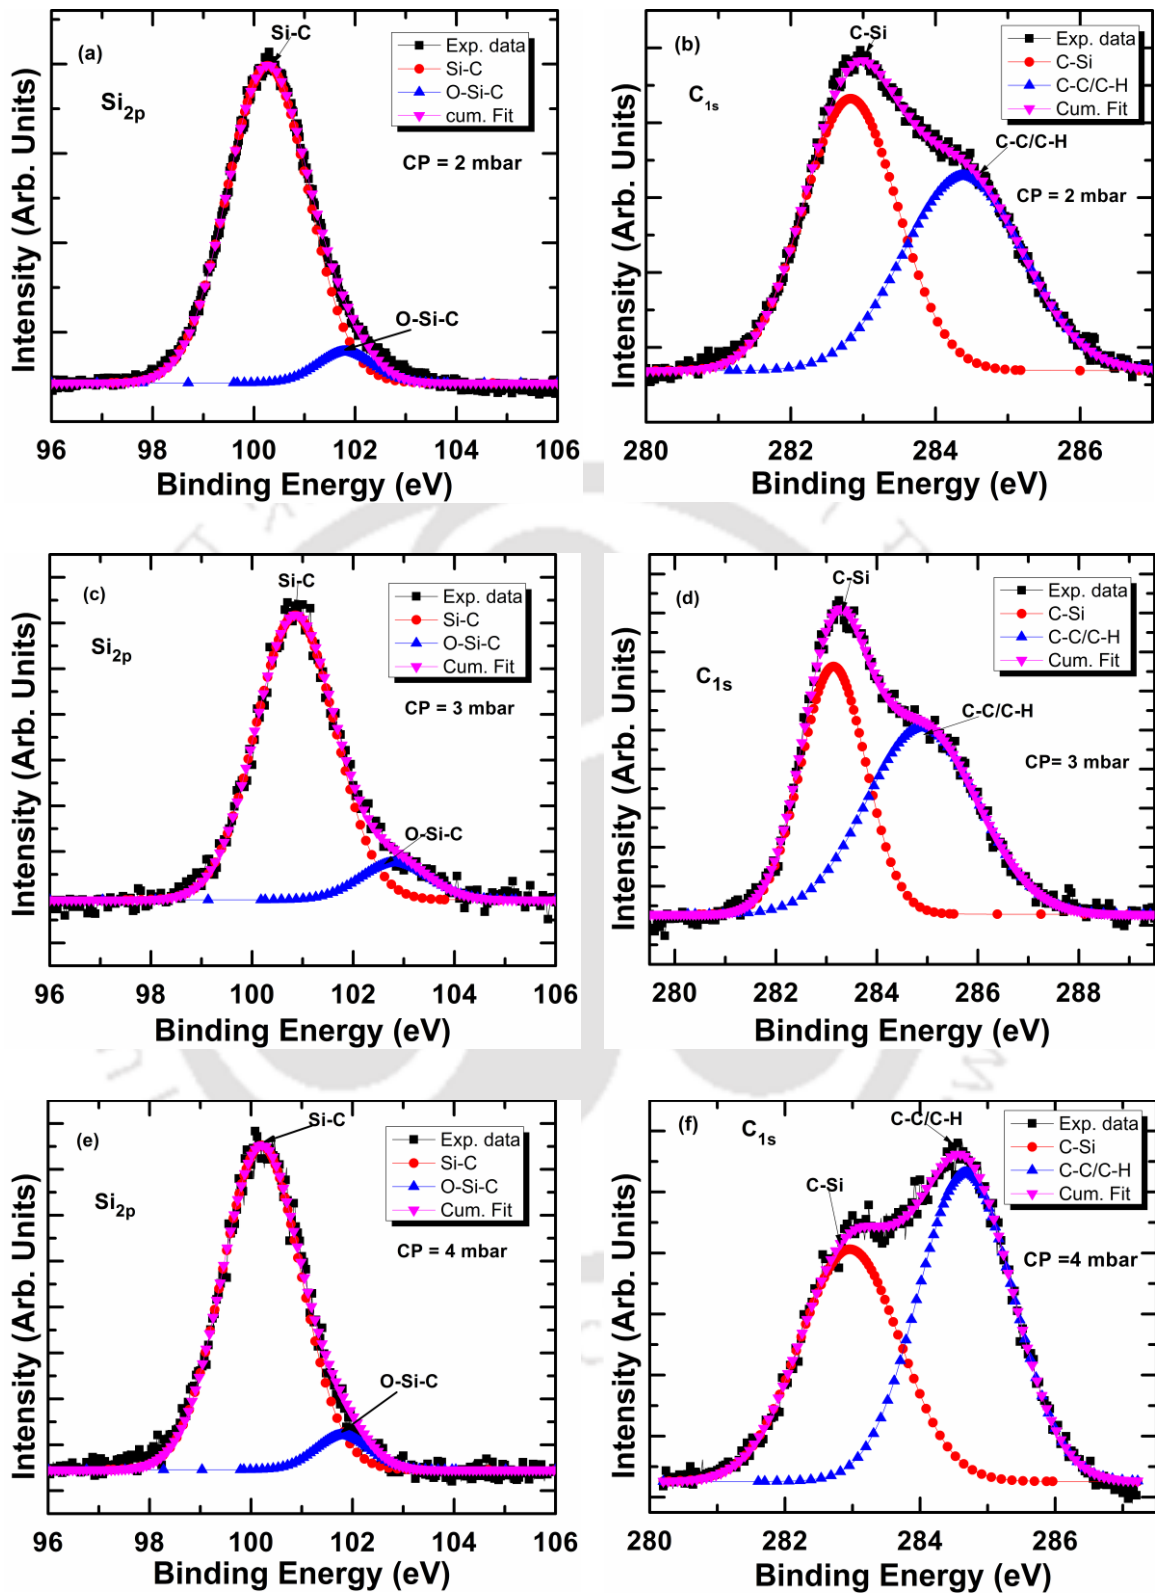 (a)
Si-C
Exp. data
Si-C
O-Si-C
cum. Fit
Si2p
CP = 2 mbar
O-Si-C
Intensity (Arb. Units)
96 98 100 102 104 106
Binding Energy (eV)
(b)
C-Si
Exp. data
C-Si
C-C/C-H
Cum. Fit
C1s
C-C/C-H
CP = 2 mbar
Intensity (Arb. Units)
280 282 284 286
Binding Energy (eV)
(c)
Si-C
Exp. data
Si-C
O-Si-C
Cum. Fit
Si2p
CP = 3 mbar
O-Si-C
Intensity (Arb. Units)
96 98 100 102 104 106
Binding Energy (eV)
(d)
C-Si
Exp. data
C-Si
C-C/C-H
Cum. Fit
C1s
C-C/C-H
CP= 3 mbar
Intensity (Arb. Units)
280 282 284 286 288
Binding Energy (eV)
(e)
Si-C
Exp. data
Si-C
O-Si-C
Cum. Fit
Si2p
CP = 4 mbar
O-Si-C
Intensity (Arb. Units)
96 98 100 102 104 106
Binding Energy (eV)
(f)
C1s
C-C/C-H
Exp. data
C-Si
C-C/C-H
Cum. Fit
C-Si
CP =4 mbar
Intensity (Arb. Units)
280 282 284 286
Binding Energy (eV)